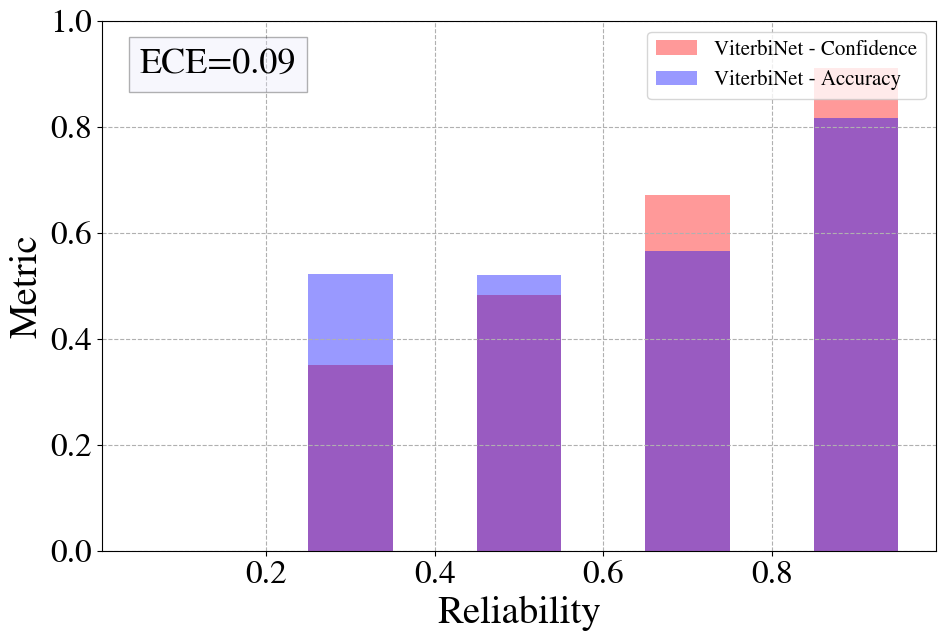 ECE=0.09
ViterbiNet - Confidence
ViterbiNet - Accuracy
1.0
0.8
0.6
0.4
0.2
0.0
Metric
0.2 0.4 0.6 0.8
Reliability